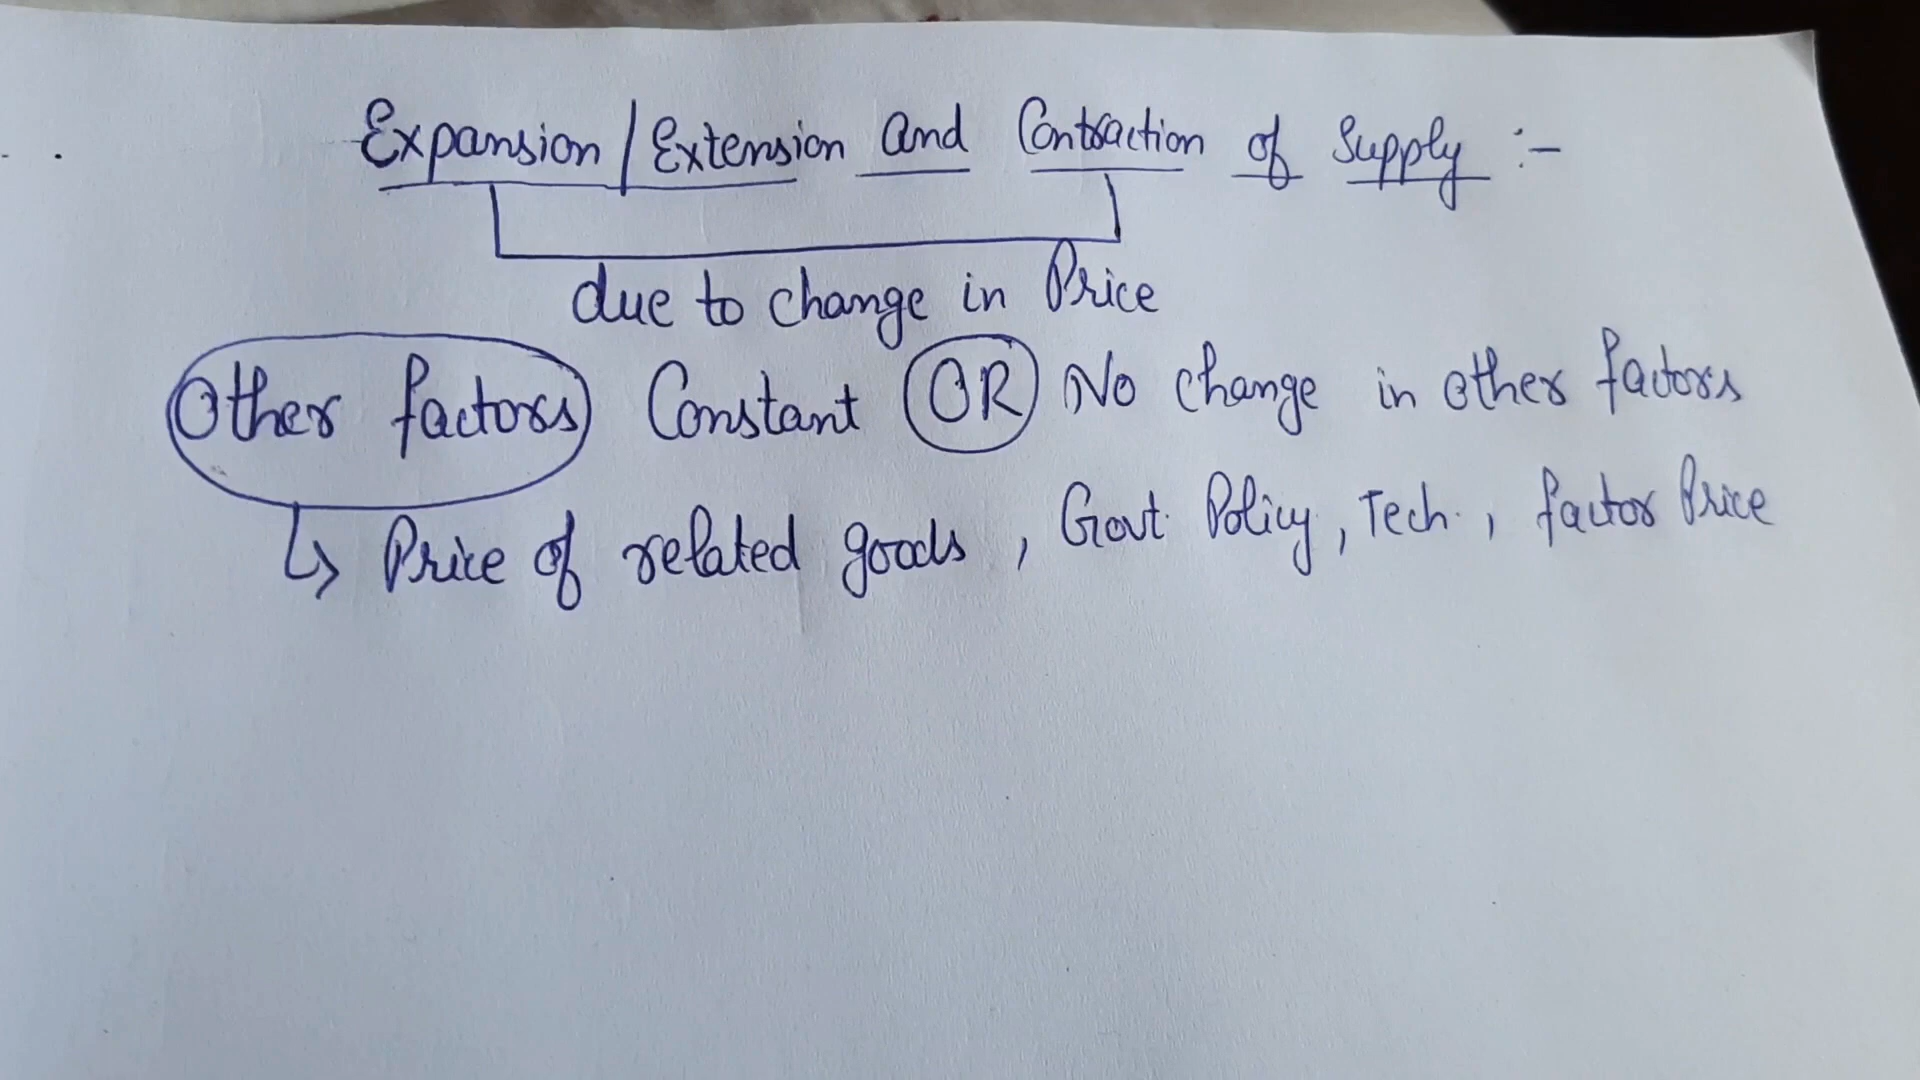 Expansion/Extension and Contraction of Supply :-
due to change in Price
Other factors Constant OR No change in other factors
↳ Price of related goods, Govt. Policy, Tech., factor Price